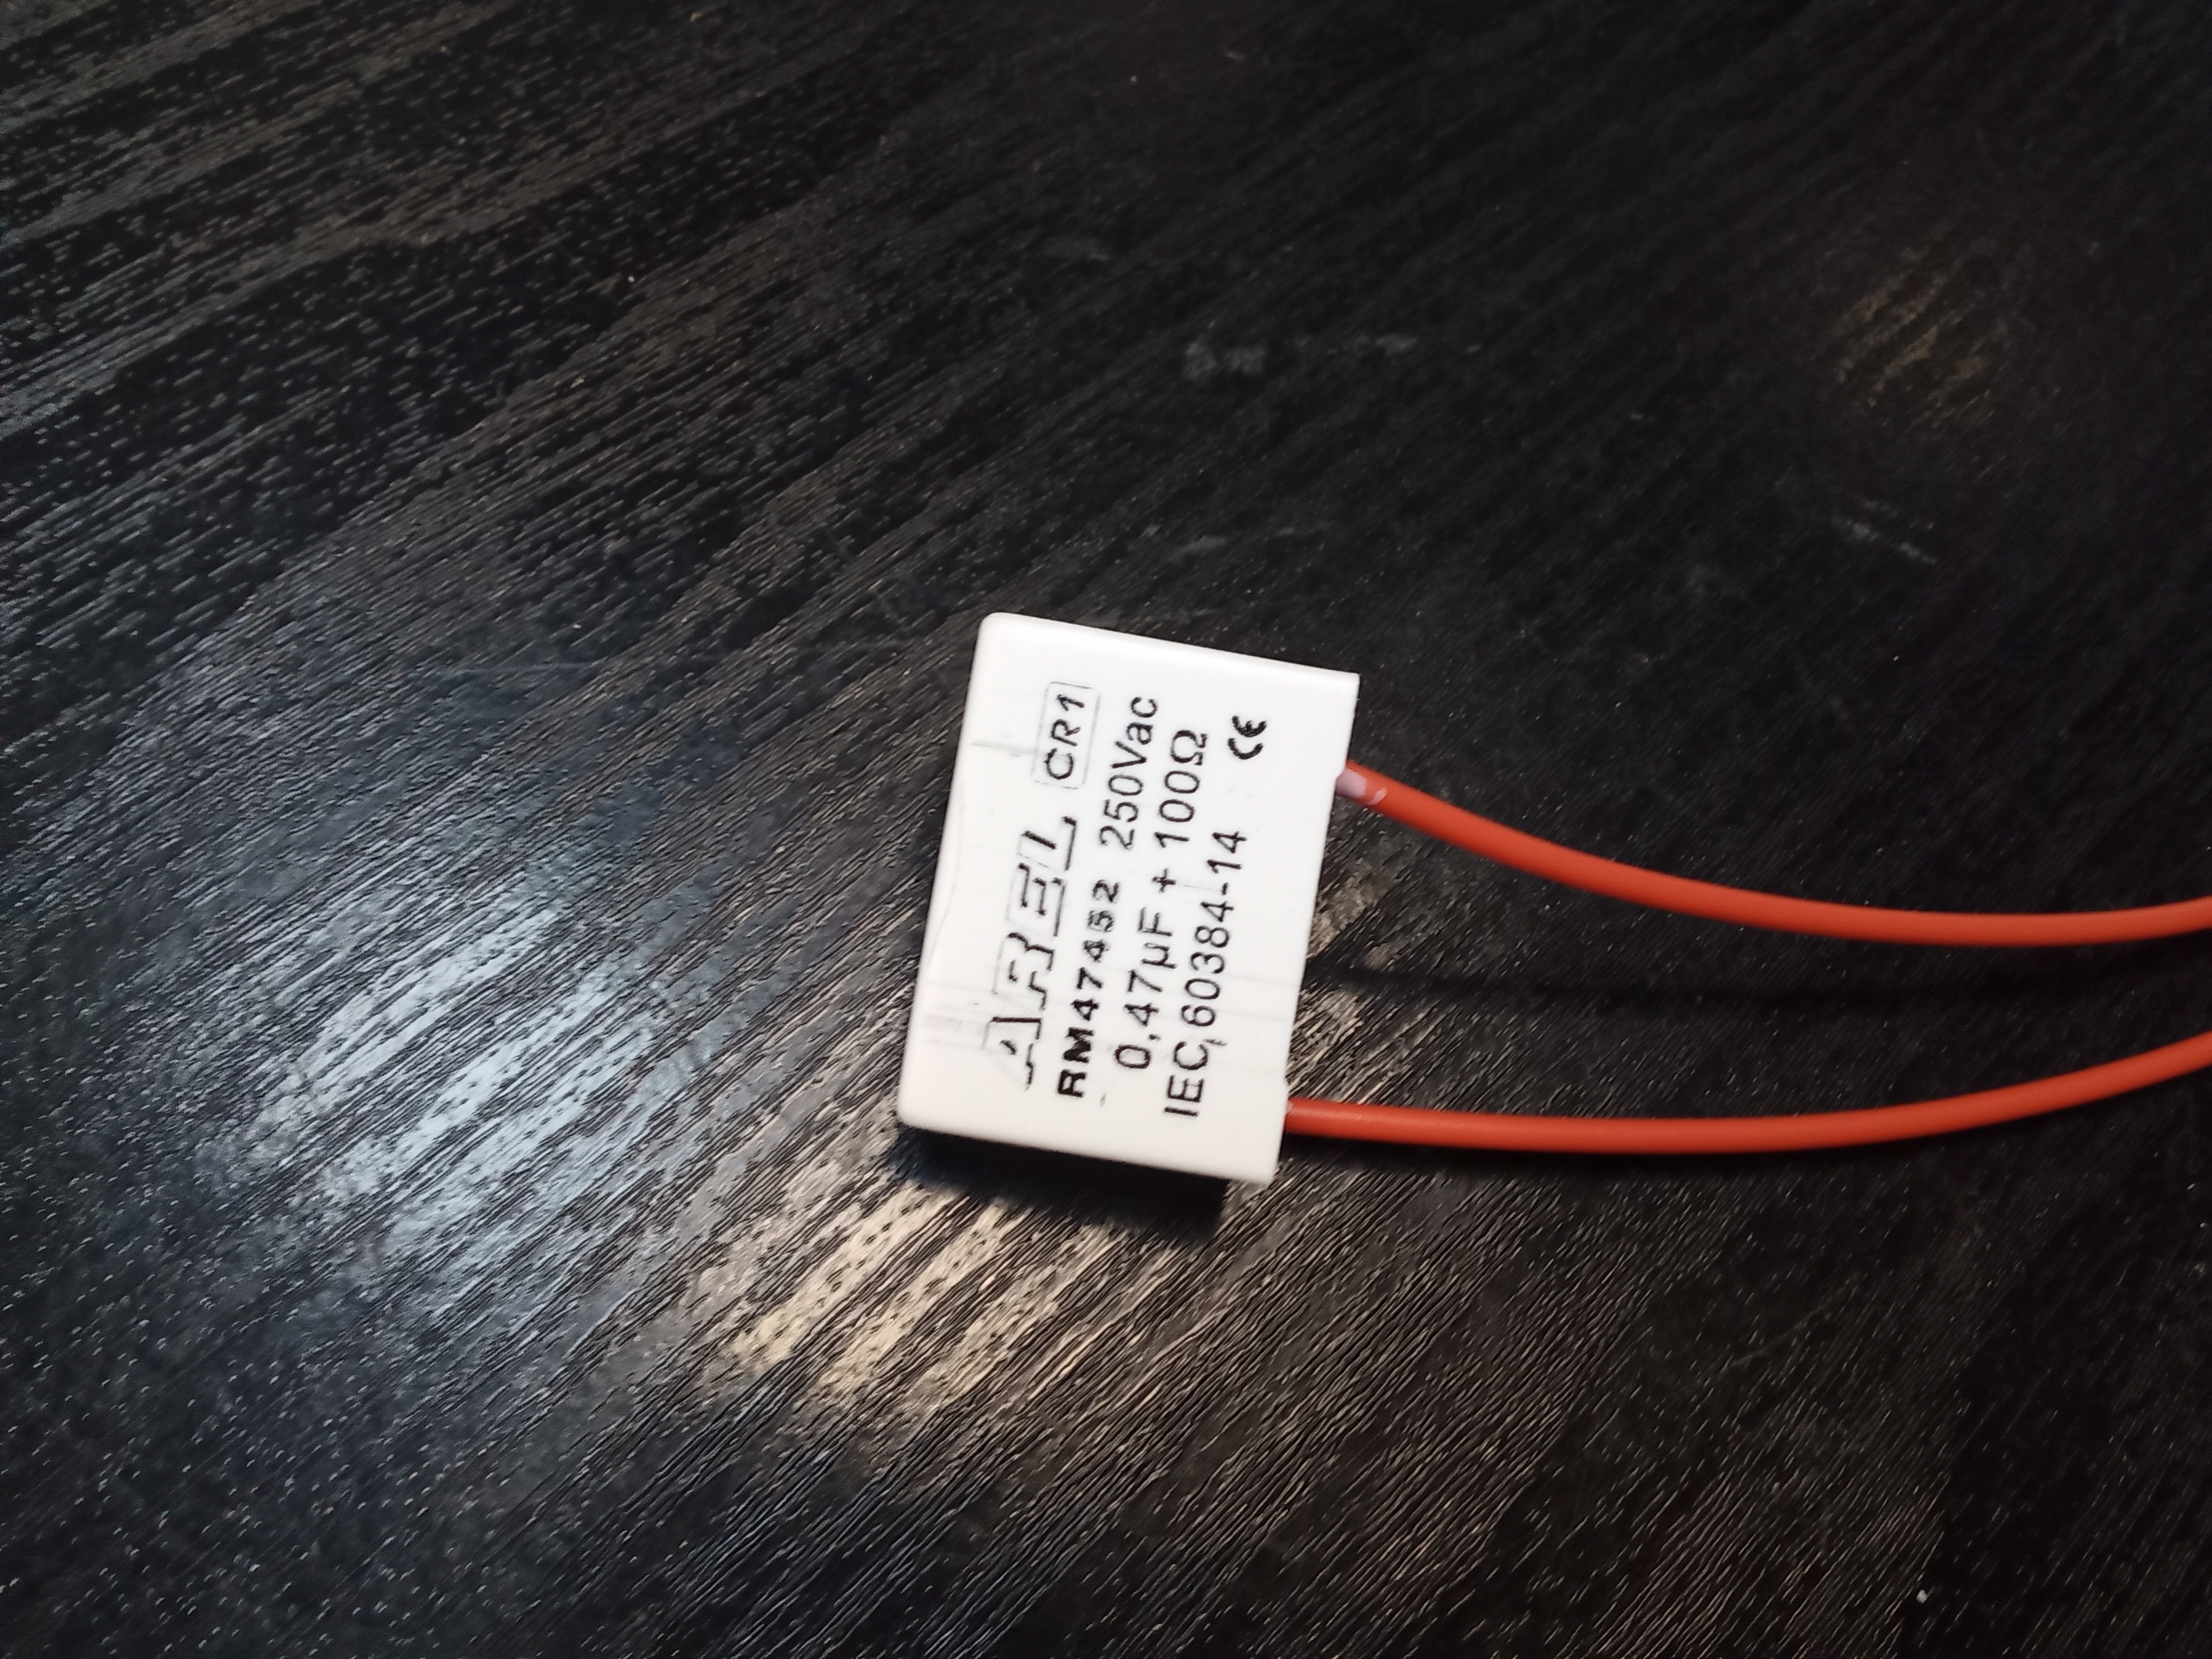 AREL CR1
RM47452 250Vac
0,47µF + 100Ω
IEC 60384-14 CE